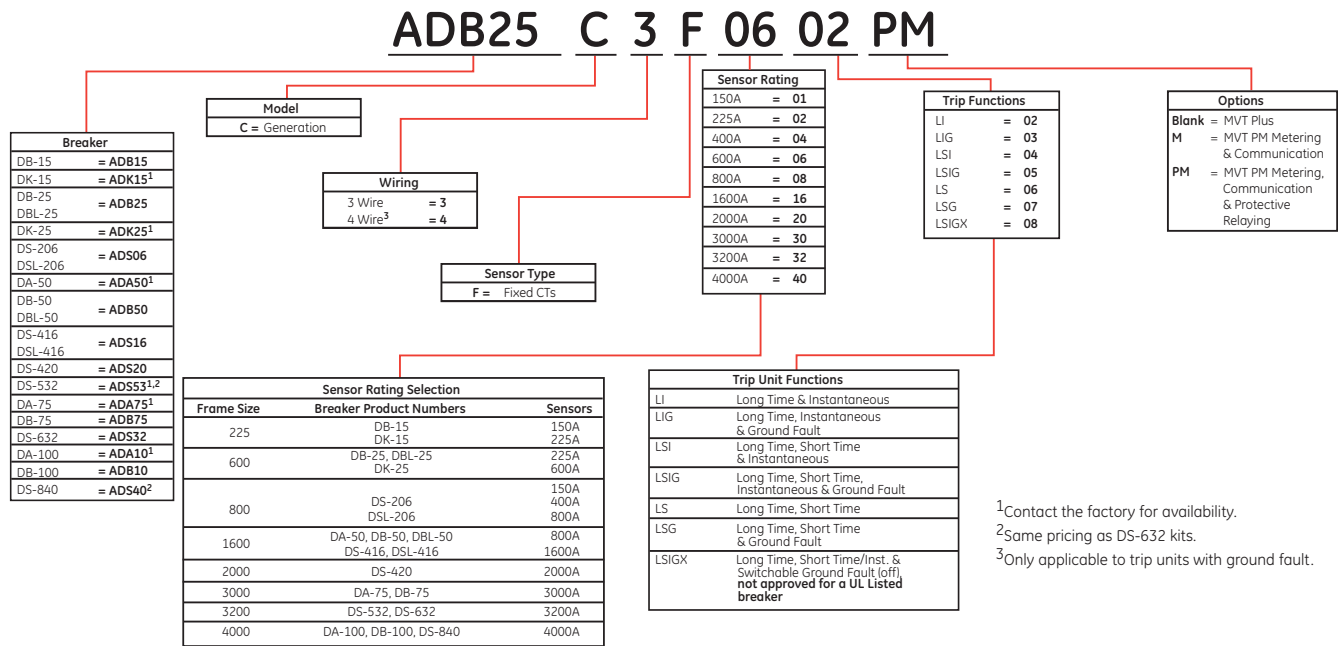 ADB25 C 3 F 06 02 PM
Breaker
DB-15 = ADB15
DK-15 = ADK15¹
DB-25
DBL-25
= ADB25
DK-25 = ADK25¹
DS-206
DSL-206
= ADS06
DA-50 = ADA50¹
DB-50
DBL-50
= ADB50
DS-416
DSL-416
= ADS16
DS-420 = ADS20
DS-532 = ADS53¹,²
DA-75 = ADA75¹
DB-75 = ADB75
DS-632 = ADS32
DA-100 = ADA10¹
DB-100 = ADB10
DS-840 = ADS40²
Model
C = Generation
Wiring
3 Wire = 3
4 Wire³ = 4
Sensor Type
F = Fixed CTs
Sensor Rating
150A = 01
225A = 02
400A = 04
600A = 06
800A = 08
1600A = 16
2000A = 20
3000A = 30
3200A = 32
4000A = 40
Trip Functions
LI = 02
LIG = 03
LSI = 04
LSIG = 05
LS = 06
LSG = 07
LSIGX = 08
Options
Blank = MVT Plus
M = MVT PM Metering
& Communication
PM = MVT PM Metering,
Communication
& Protective
Relaying
Sensor Rating Selection
Frame Size Breaker Product Numbers Sensors
225
DB-15 150A
DK-15 225A
600
DB-25, DBL-25 225A
DK-25 600A
800
150A
DS-206 400A
DSL-206 800A
1600
DA-50, DB-50, DBL-50 800A
DS-416, DSL-416 1600A
2000 DS-420 2000A
3000 DA-75, DB-75 3000A
3200 DS-532, DS-632 3200A
4000 DA-100, DB-100, DS-840 4000A
Trip Unit Functions
LI Long Time & Instantaneous
LIG Long Time, Instantaneous
& Ground Fault
LSI Long Time, Short Time
& Instantaneous
LSIG Long Time, Short Time,
Instantaneous & Ground Fault
LS Long Time, Short Time
LSG Long Time, Short Time
& Ground Fault
LSIGX Long Time, Short Time/Inst. &
Switchable Ground Fault (off),
not approved for a UL Listed
breaker
¹Contact the factory for availability.
²Same pricing as DS-632 kits.
³Only applicable to trip units with ground fault.